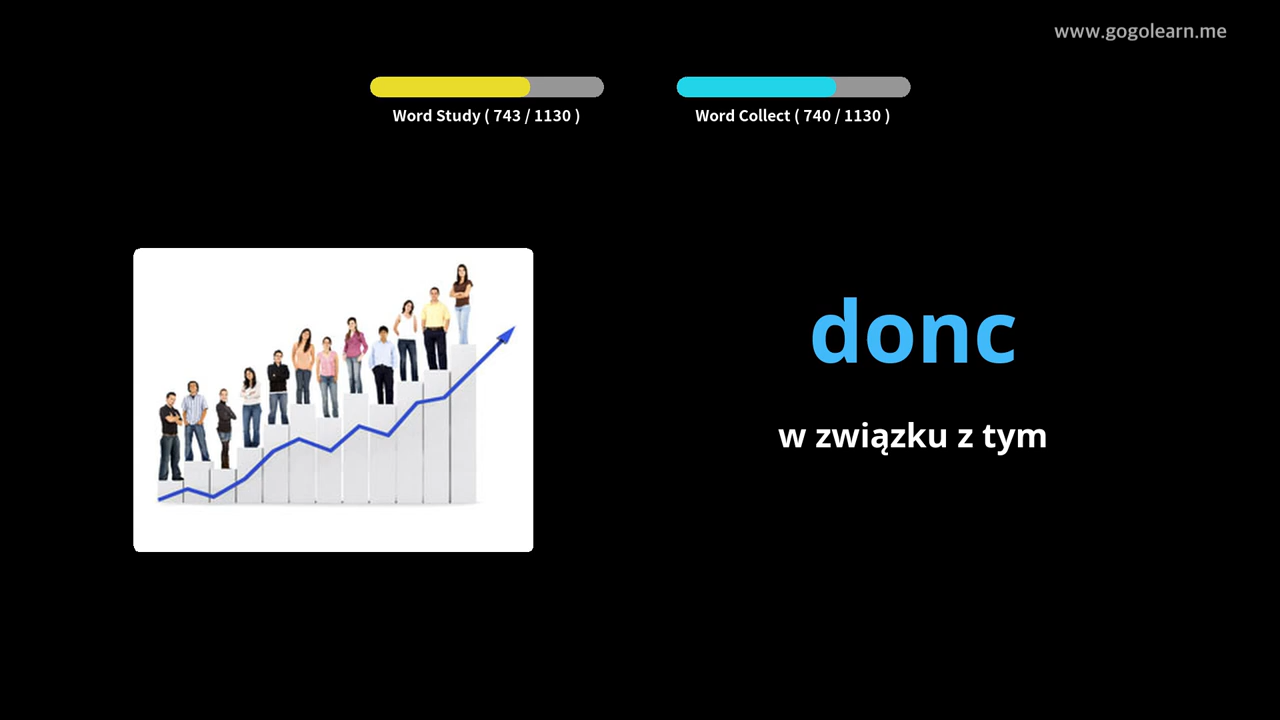 www.gogolearn.me
Word Study ( 743 / 1130 )
Word Collect ( 740 / 1130 )
donc
w związku z tym